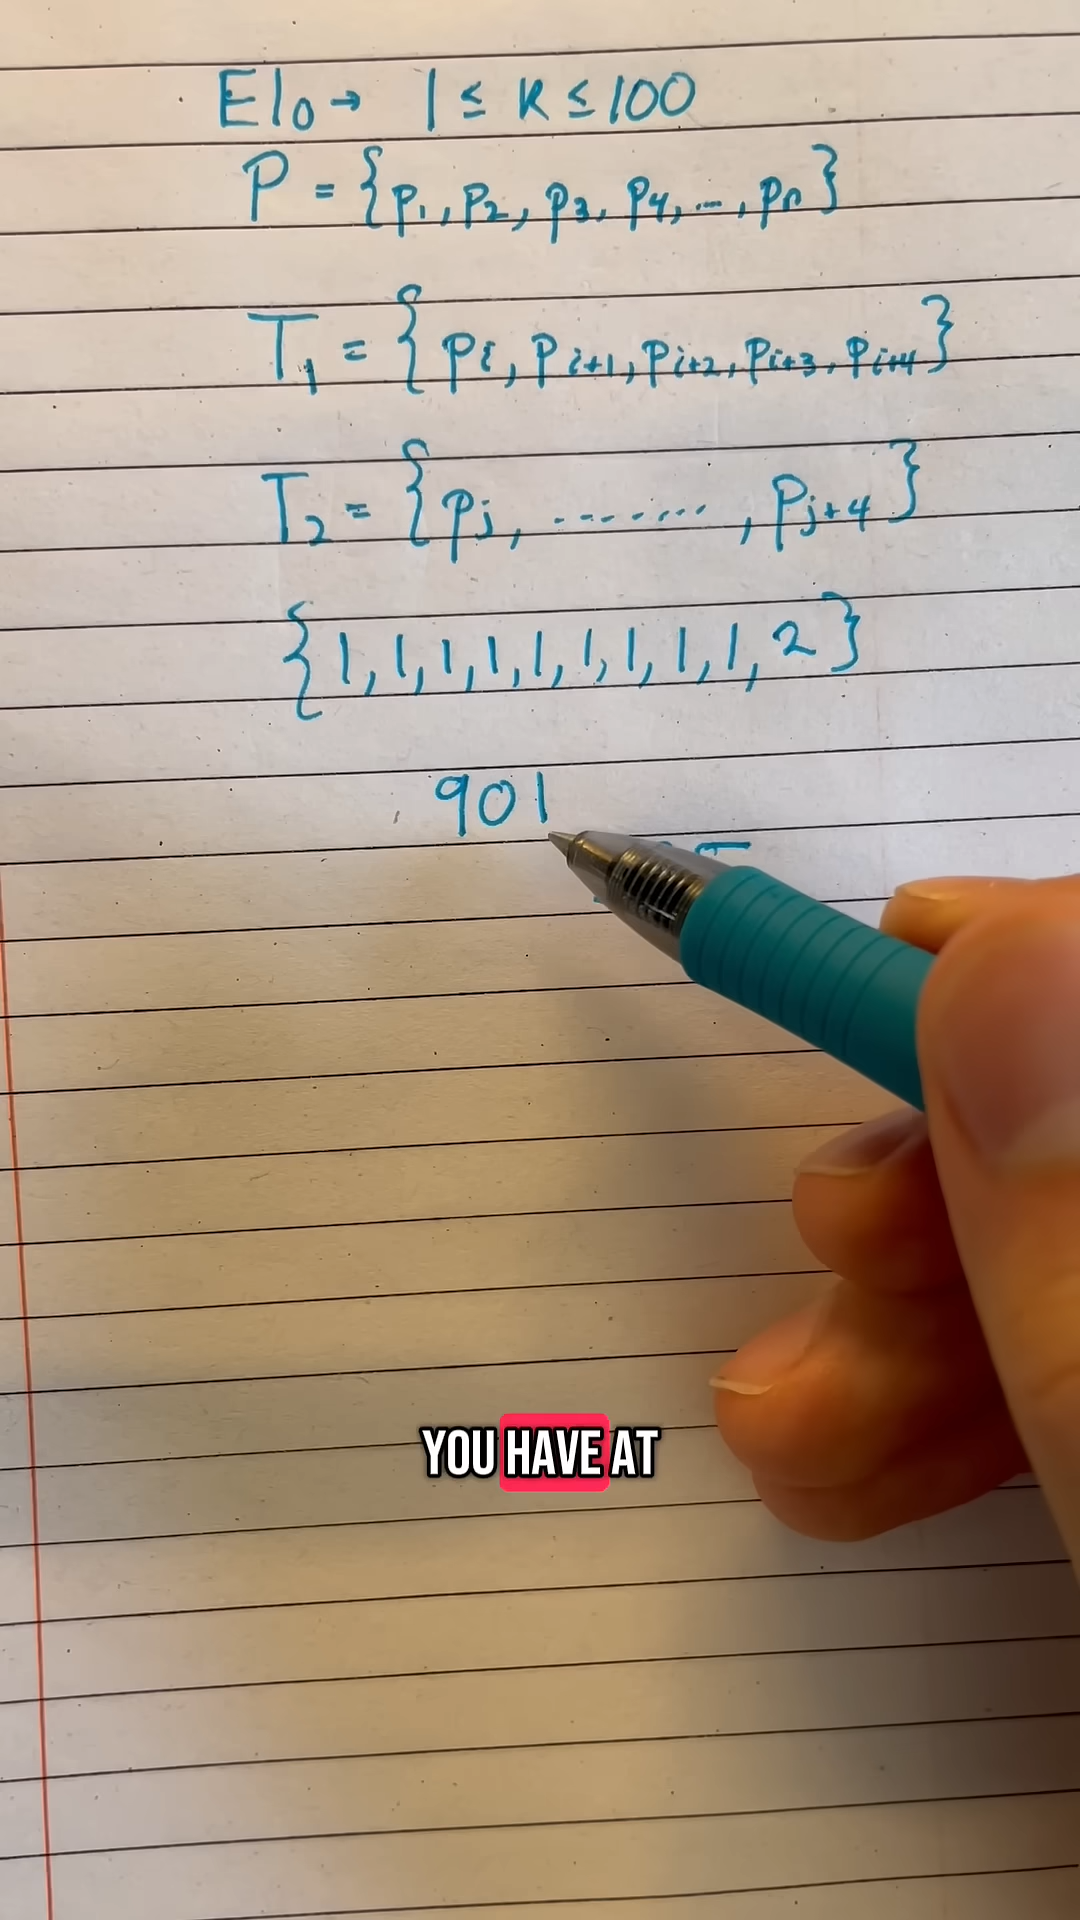 Elo → 1 ≤ K ≤ 100
P = {p₁, p₂, p₃, p₄, ..., pₙ}
T₁ = {pᵢ, pᵢ₊₁, pᵢ₊₂, pᵢ₊₃, pᵢ₊₄}
T₂ = {pⱼ, ........., pⱼ₊₄}
{1, 1, 1, 1, 1, 1, 1, 1, 1, 2}
901
YOU HAVE AT